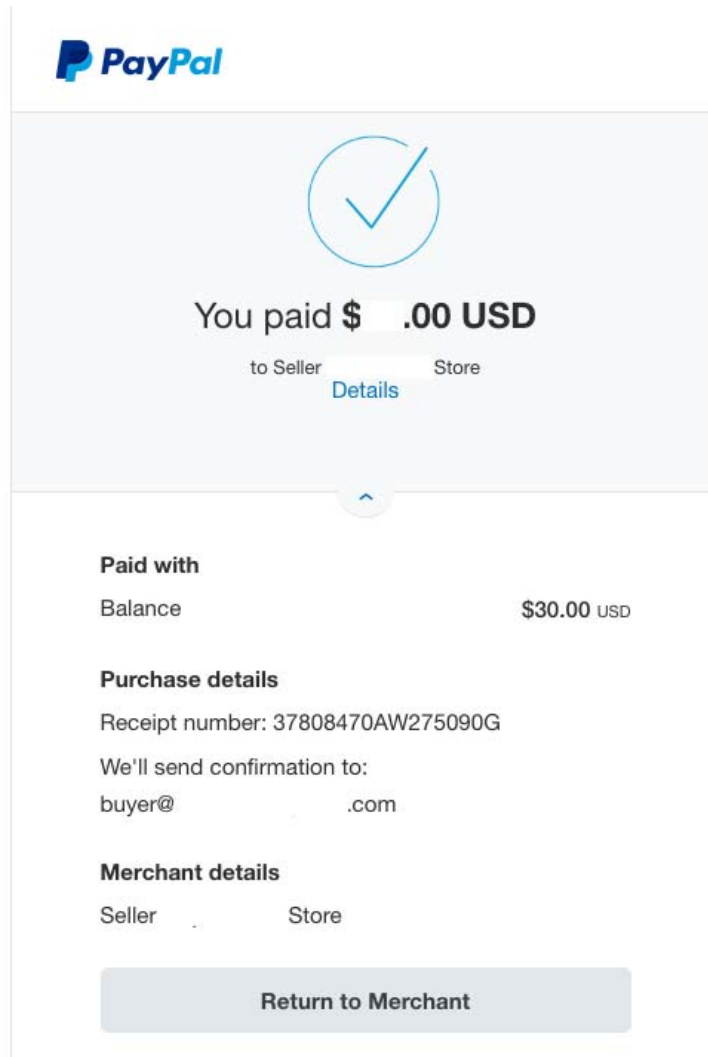 PayPal
You paid $ .00 USD
to Seller Store
Details
Paid with
Balance $30.00 USD
Purchase details
Receipt number: 37808470AW275090G
We'll send confirmation to:
buyer@ .com
Merchant details
Seller Store
Return to Merchant